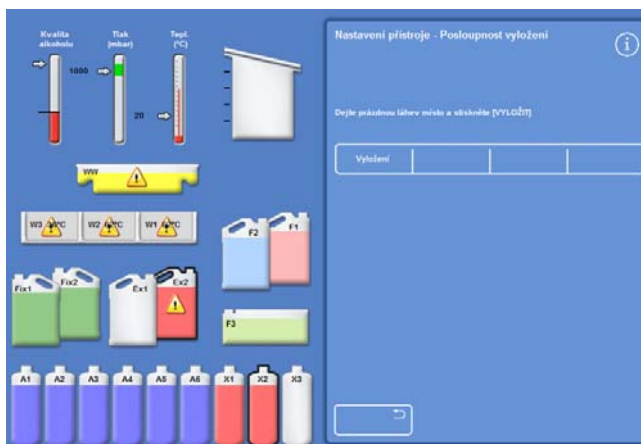 Kvalita
alkoholu
Tlak
(mbar)
Tepl.
(°C)
1000
20
WW
W3
W2
W1
F2
F1
Fix1
Fix2
Ex1
Ex2
F3
A1
A2
A3
A4
A5
A6
X1
X2
X3
Nastavení přístroje - Posloupnost vyložení
i
Dejte prázdnou láhev místo a stiskněte [VYLOŽIT]
Vyložení